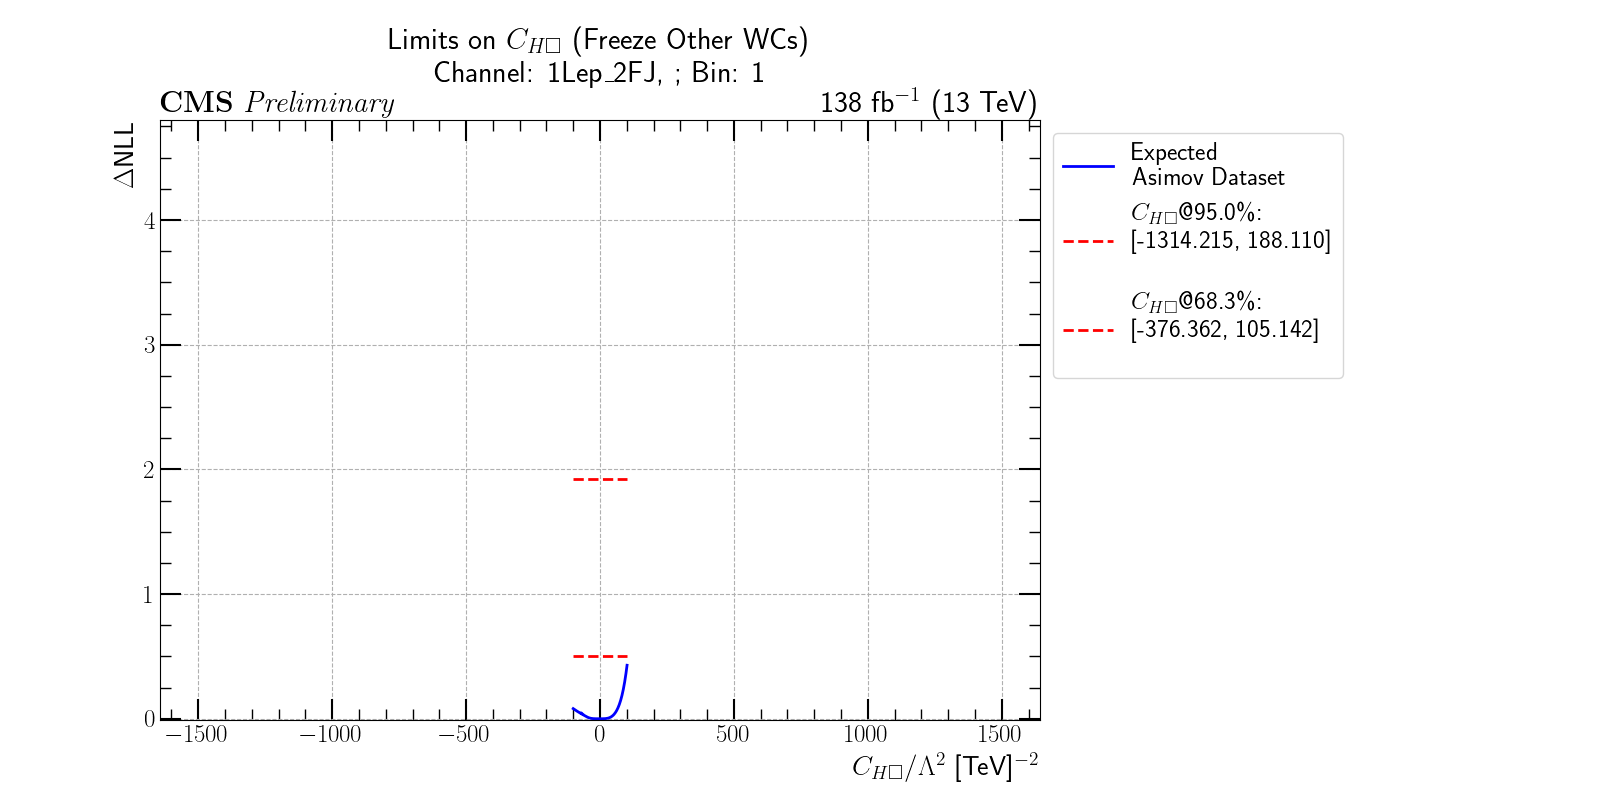 Limits on C_{H□} (Freeze Other WCs)
Channel: 1Lep_2FJ, ; Bin: 1
CMS Preliminary
138 fb⁻¹ (13 TeV)
ΔNLL
4
3
2
1
0
−1500 −1000 −500 0 500 1000 1500
C_{H□}/Λ² [TeV]⁻²
Expected
Asimov Dataset
C_{H□}@95.0%:
[-1314.215, 188.110]
C_{H□}@68.3%:
[-376.362, 105.142]